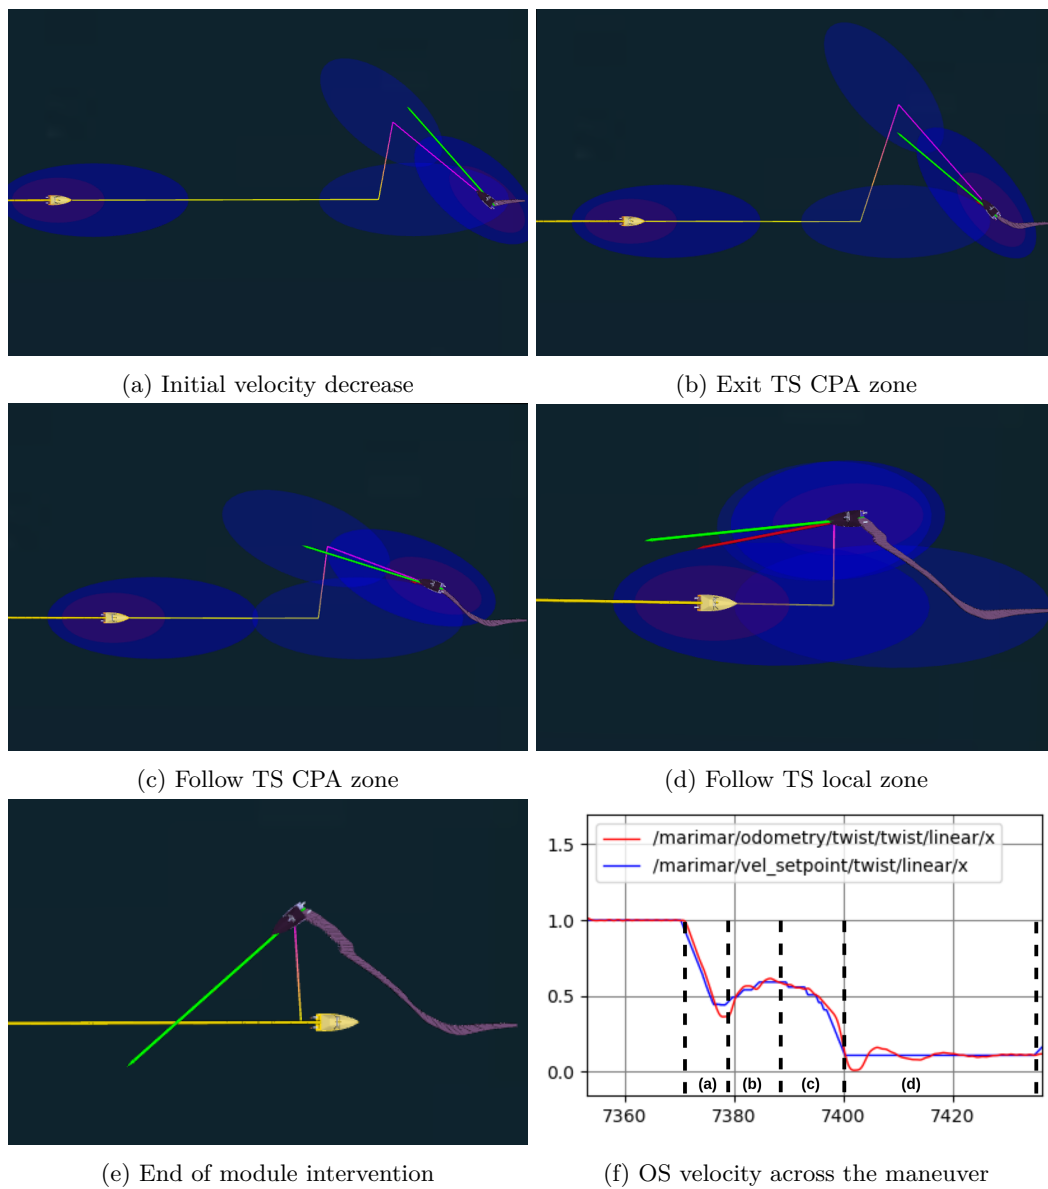 (a) Initial velocity decrease
(b) Exit TS CPA zone
(c) Follow TS CPA zone
(d) Follow TS local zone
/marimar/odometry/twist/twist/linear/x
/marimar/vel_setpoint/twist/linear/x
1.5
1.0
0.5
0.0
(a)
(b)
(c)
(d)
7360
7380
7400
7420
(e) End of module intervention
(f) OS velocity across the maneuver